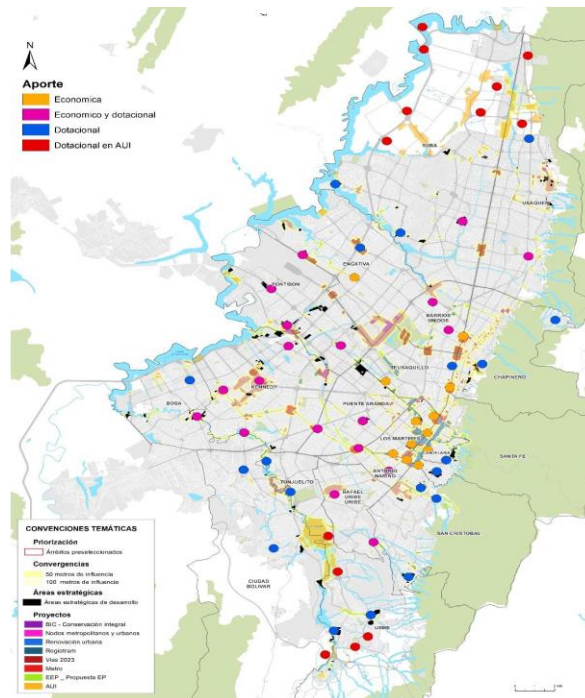 N
Aporte
Economica
Economico y dotacional
Dotacional
Dotacional en AUI
SUBA
USAQUEN
ENGATIVA
FONTIBON
BARRIOS
UNIDOS
TEUSAQUILLO
CHAPINERO
KENNEDY
BOSA
PUENTE ARANDA
LOS MARTIRES
SANTA FE
ANTONIO
NARIÑO
TUNJUELITO
RAFAEL
URIBE
URIBE
SAN CRISTOBAL
CIUDAD
BOLIVAR
USME
CONVENCIONES TEMÁTICAS
Priorización
Ámbitos preseleccionados
Convergencias
50 metros de influencia
100 metros de influencia
Áreas estratégicas
Áreas estratégicas de desarrollo
Proyectos
BIC - Conservación integral
Nodos metropolitanos y urbanos
Renovación urbana
Regiotram
Vias 2023
Metro
EEP _ Propuesta EP
AUI